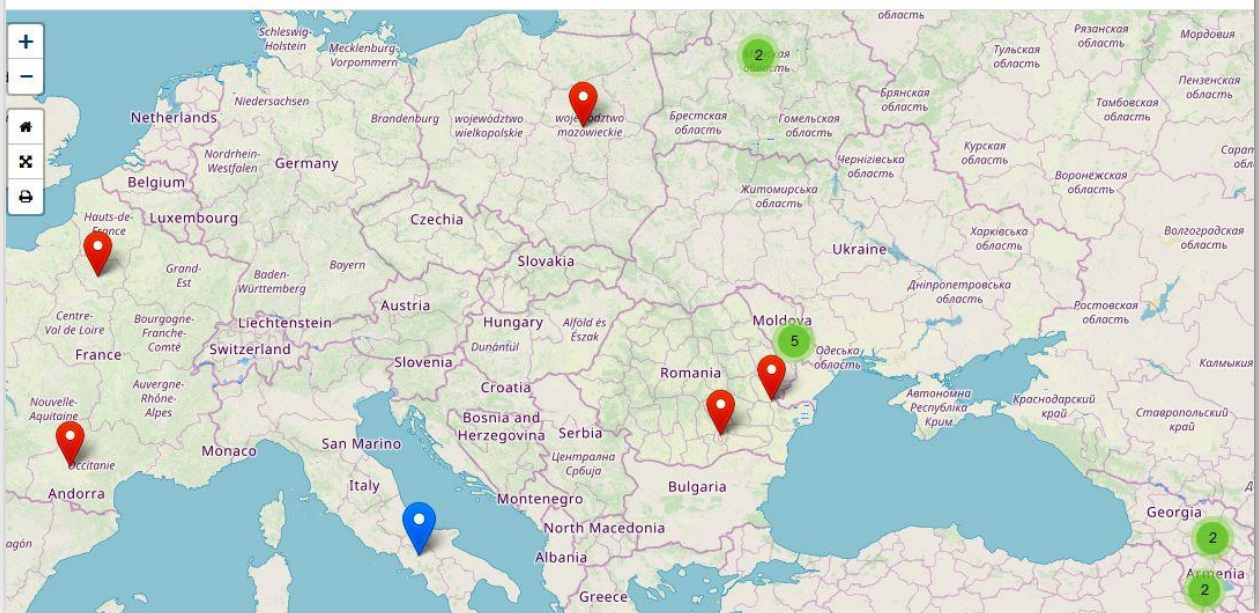 +
−
область
Schleswig-
Holstein
Mecklenburg-
Vorpommern
Рязанская
область
Мордовия
Тульская
область
2
область
Пензенская
область
Niedersachsen
Netherlands
Brandenburg
województwo
wielkopolskie
mazowieckie
Брестская
область
Гомельская
область
Брянская
область
Тамбовская
область
Nordrhein-
Westfalen
Germany
Belgium
Чернігівська
область
Курская
область
Воронежская
область
Житомирська
область
Hauts-de-
France
Luxembourg
Czechia
Ukraine
Харківська
область
Волгоградская
область
Grand-
Est
Baden-
Württemberg
Bayern
Slovakia
Дніпропетровська
область
Ростовская
область
Centre-
Val de Loire
Bourgogne-
Franche-
Comté
Austria
Liechtenstein
Switzerland
Hungary
Dunántúl
Alföld és
Észak
Moldova
5
Одеська
область
France
Slovenia
Romania
Калмыкия
Auvergne-
Rhône-
Alpes
Nouvelle-
Aquitaine
Croatia
Bosnia and
Herzegovina
Serbia
Централна
Србија
Автономна
Республіка
Крим
Краснодарский
край
Ставропольский
край
Occitanie
Monaco
San Marino
Andorra
Italy
Montenegro
Bulgaria
Georgia
North Macedonia
2
Albania
Armenia
2
Greece